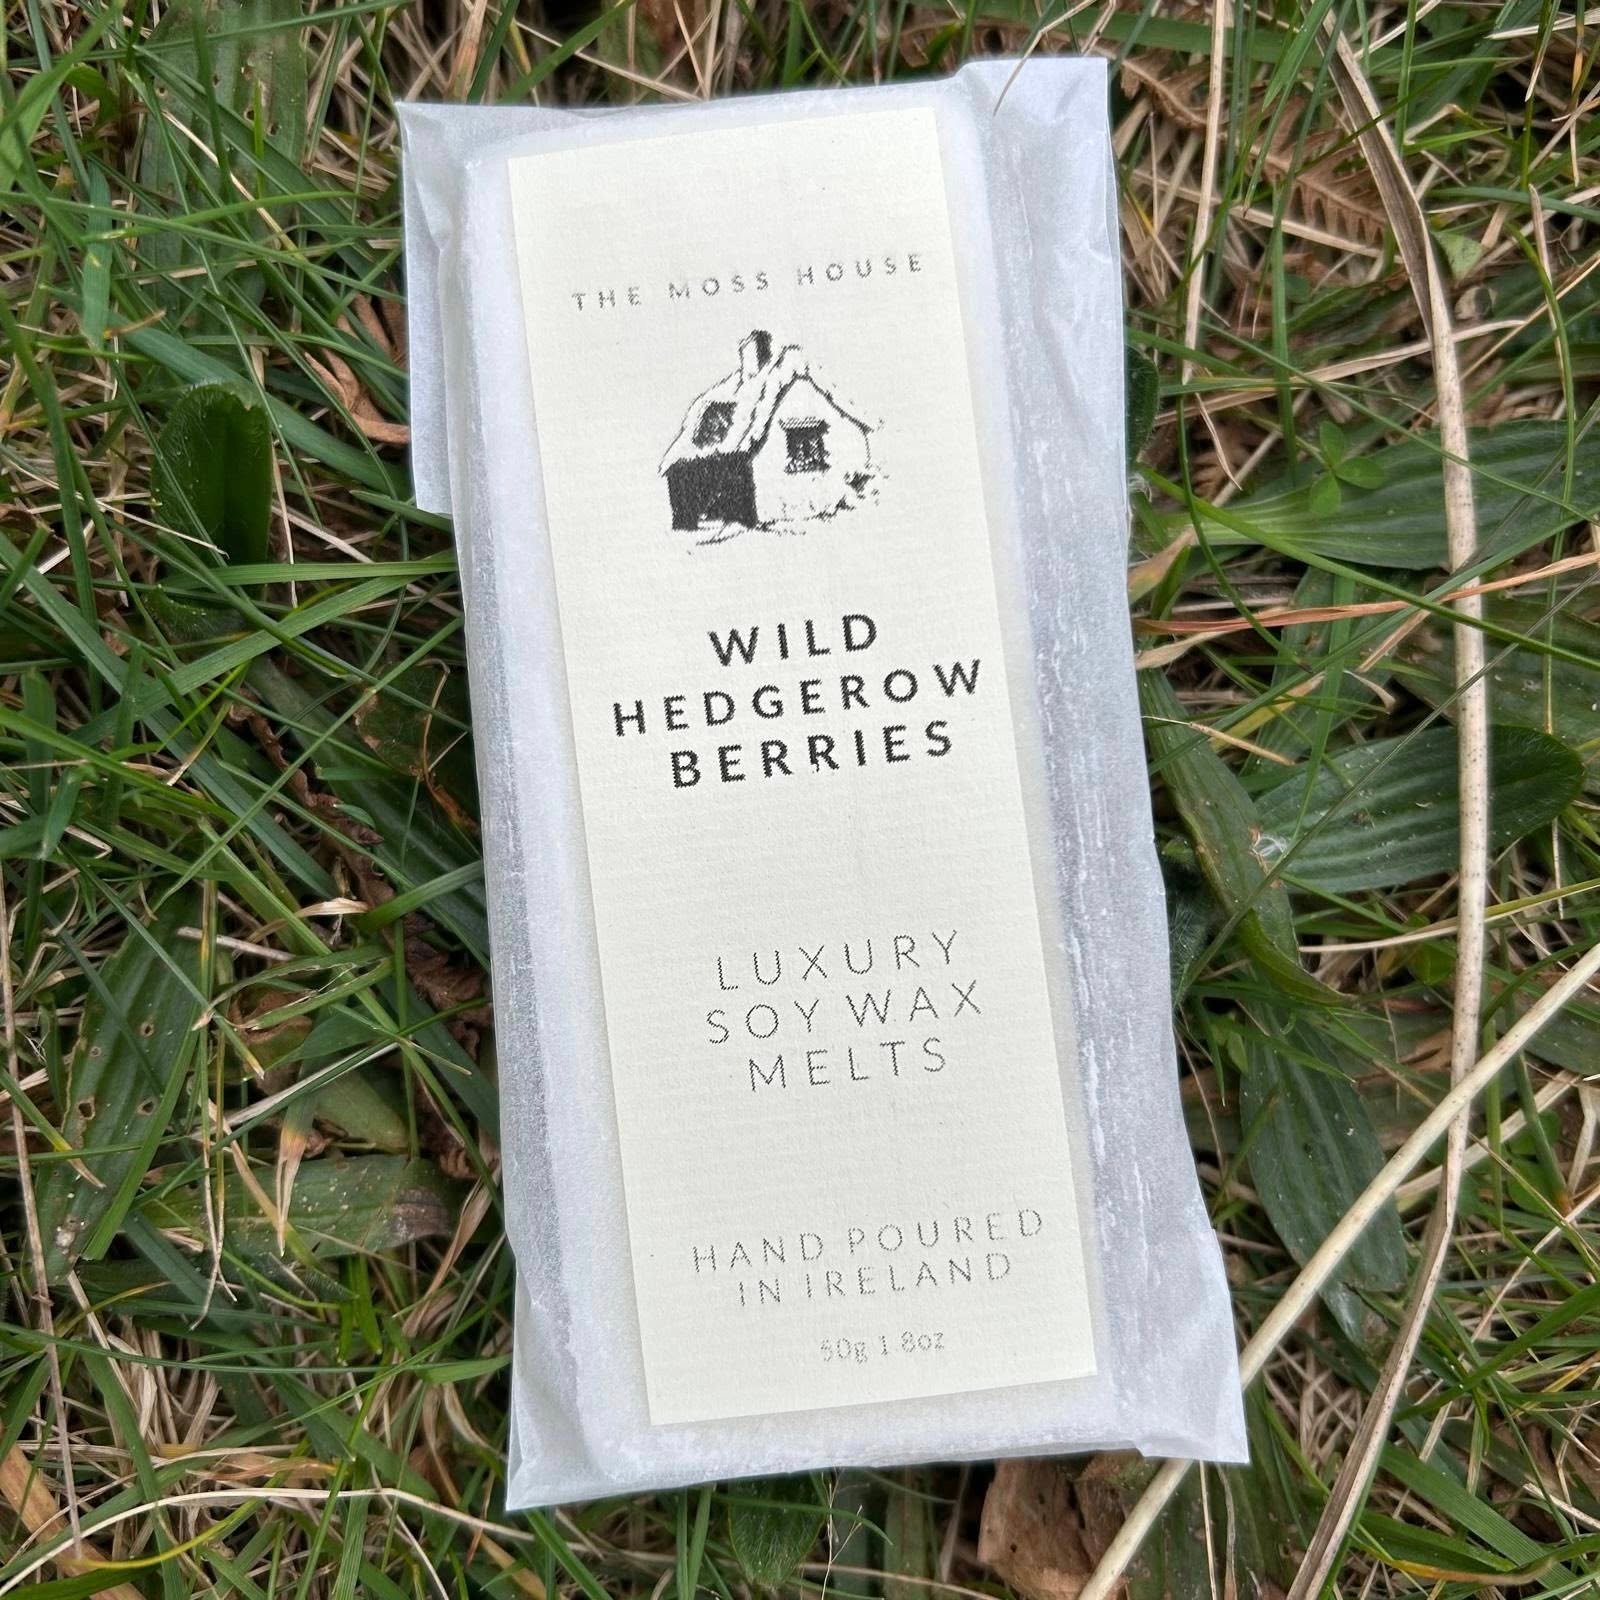 THE MOSS HOUSE
WILD
HEDGEROW
BERRIES
LUXURY
SOY WAX
MELTS
HAND POURED
IN IRELAND
50g 1.8oz